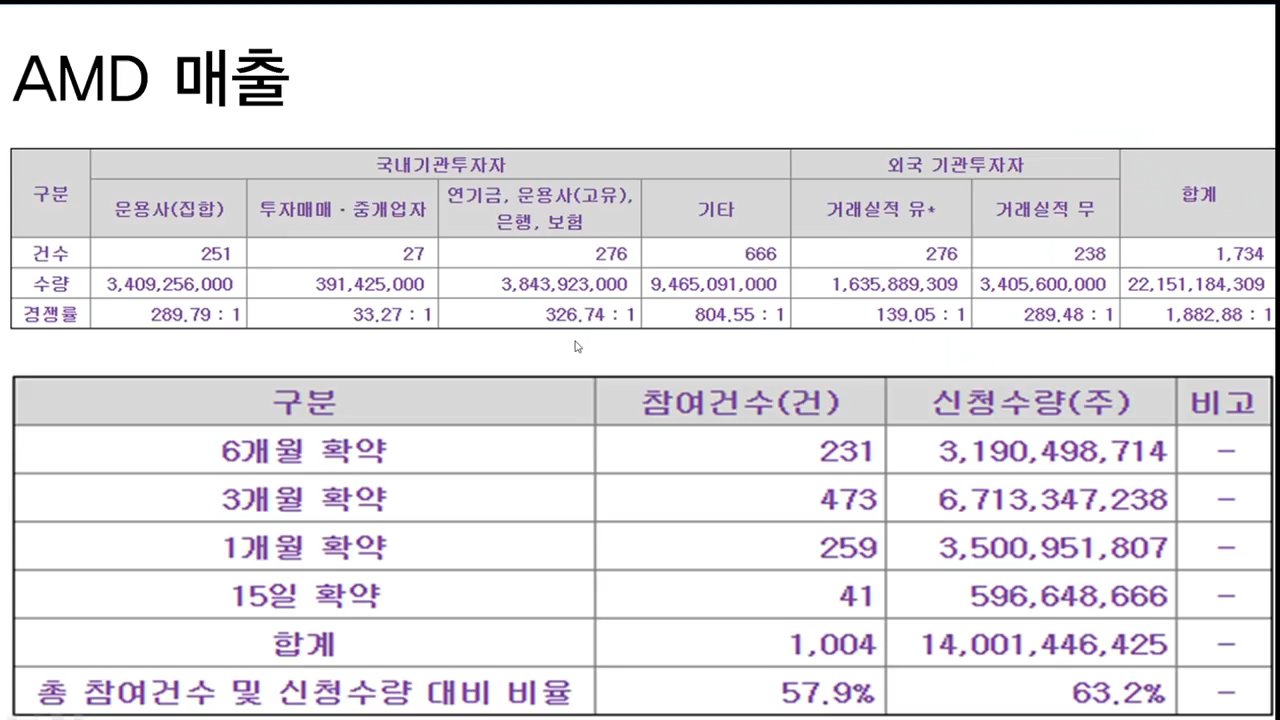 AMD 매출
구분 국내기관투자자 외국 기관투자자 합계
운용사(집합) 투자매매·중개업자 연기금, 운용사(고유), 은행, 보험 기타 거래실적 유* 거래실적 무
건수 251 27 276 666 276 238 1,734
수량 3,409,256,000 391,425,000 3,843,923,000 9,465,091,000 1,635,889,309 3,405,600,000 22,151,184,309
경쟁률 289.79 : 1 33.27 : 1 326.74 : 1 804.55 : 1 139.05 : 1 289.48 : 1 1,882.88 : 1
구분 참여건수(건) 신청수량(주) 비고
6개월 확약 231 3,190,498,714 -
3개월 확약 473 6,713,347,238 -
1개월 확약 259 3,500,951,807 -
15일 확약 41 596,648,666 -
합계 1,004 14,001,446,425 -
총 참여건수 및 신청수량 대비 비율 57.9% 63.2% -